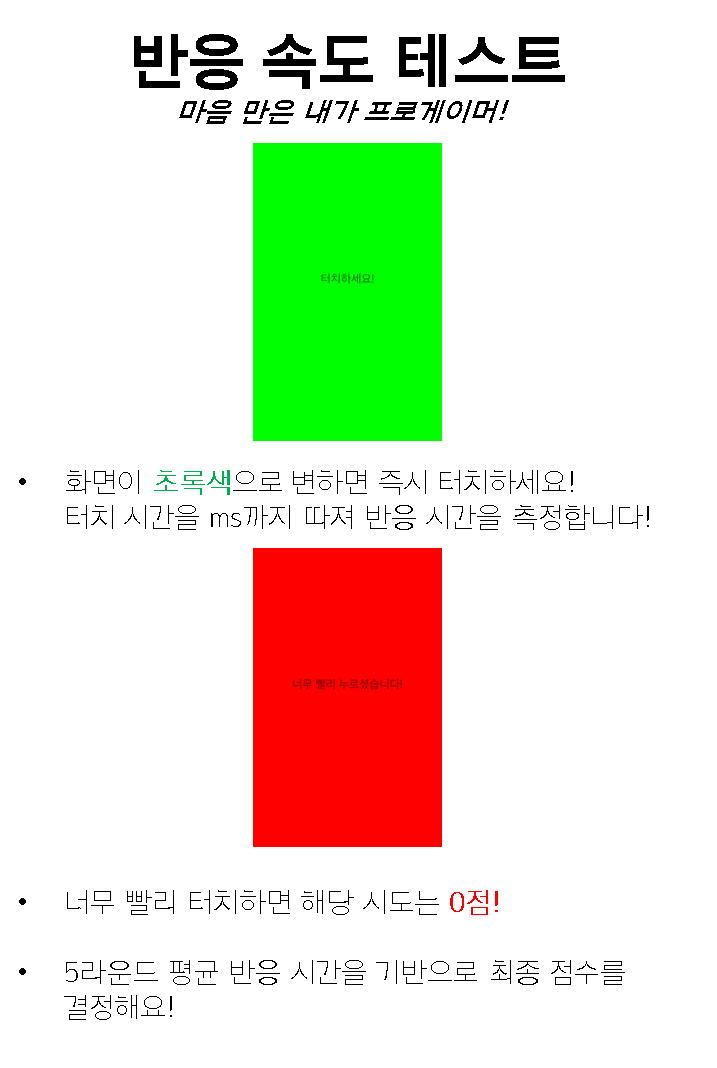 반응 속도 테스트
마음 만은 내가 프로게이머!
터치하세요!
• 화면이 초록색으로 변하면 즉시 터치하세요!
터치 시간을 ms까지 따져 반응 시간을 측정합니다!
너무 빨리 누르셨습니다!
• 너무 빨리 터치하면 해당 시도는 0점!
• 5라운드 평균 반응 시간을 기반으로 최종 점수를
결정해요!